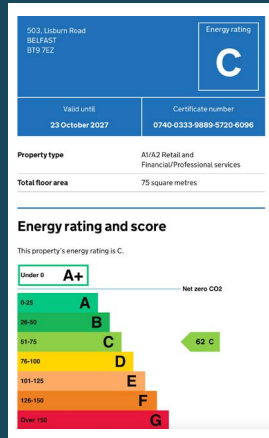 503, Lisburn Road
BELFAST
BT9 7EZ
Energy rating
C
Valid until
23 October 2027
Certificate number
0740-0333-9889-5720-6096
Property type
A1/A2 Retail and
Financial/Professional services
Total floor area
75 square metres
Energy rating and score
This property's energy rating is C.
Under 0 A+
Net zero CO2
0-25 A
26-50 B
51-75 C
62 C
76-100 D
101-125 E
126-150 F
Over 150 G